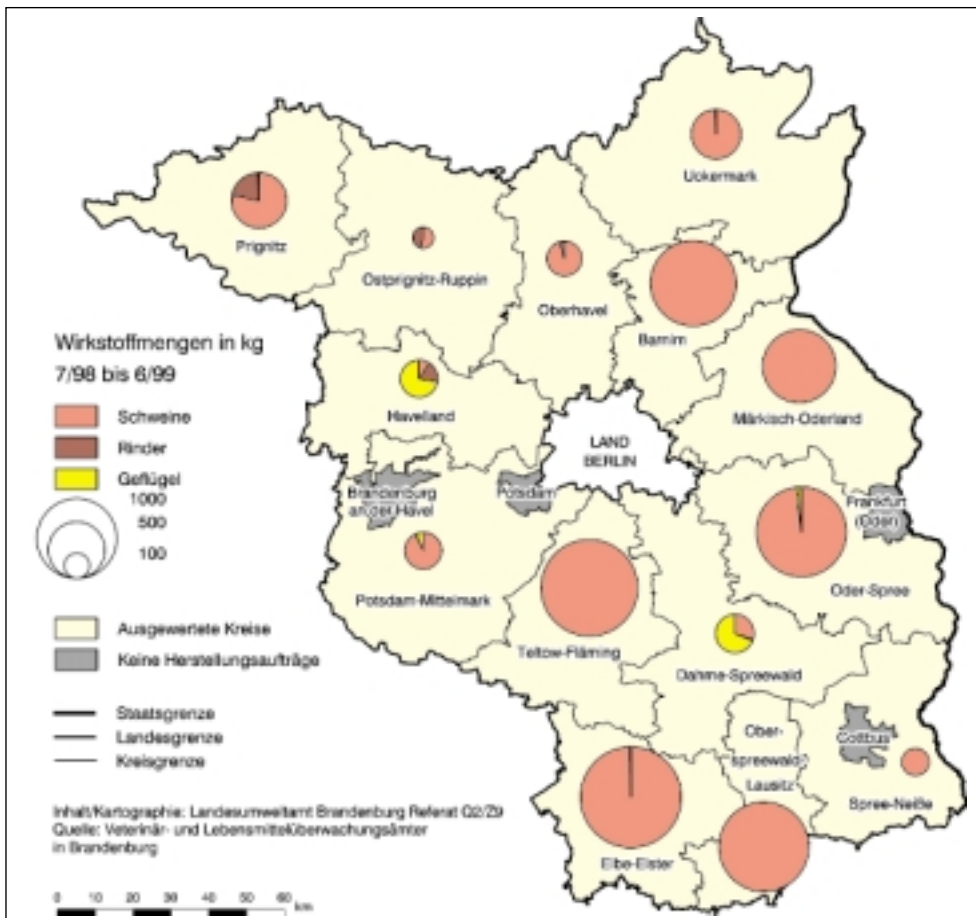 Uckermark
Prignitz
Ostprignitz-Ruppin
Oberhavel
Barnim
Wirkstoffmengen in kg
7/98 bis 6/99
Schweine
Rinder
Geflügel
1000
500
100
Havelland
Märkisch-Oderland
LAND
BERLIN
Brandenburg
an der Havel
Potsdam
Frankfurt
(Oder)
Potsdam-Mittelmark
Oder-Spree
Teltow-Fläming
Dahme-Spreewald
Ausgewertete Kreise
Keine Herstellungsaufträge
Staatsgrenze
Landesgrenze
Kreisgrenze
Ober-
spreewald
Lausitz
Cottbus
Spree-Neiße
Elbe-Elster
Inhalt/Kartographie: Landesumweltamt Brandenburg Referat Q2/Z9
Quelle: Veterinär- und Lebensmittelüberwachungsämter
in Brandenburg
0 10 20 30 40 50 60 km